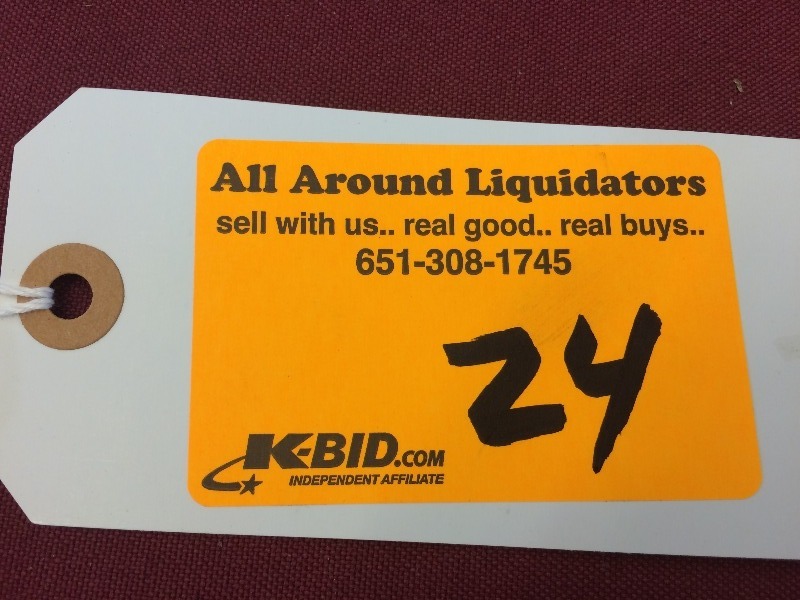 All Around Liquidators
sell with us.. real good.. real buys..
651-308-1745
24
K-BID.COM
INDEPENDENT AFFILIATE